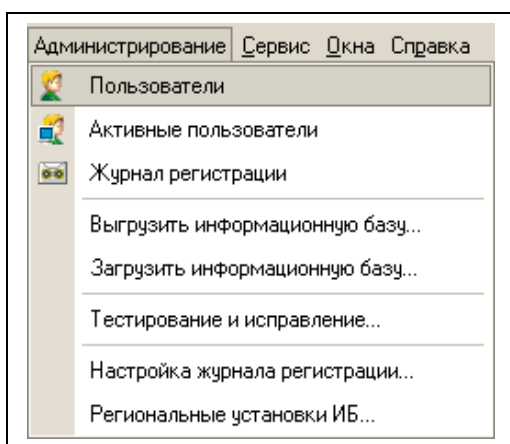 Администрирование Сервис Окна Справка
Пользователи
Активные пользователи
Журнал регистрации
Выгрузить информационную базу...
Загрузить информационную базу...
Тестирование и исправление...
Настройка журнала регистрации...
Региональные установки ИБ...